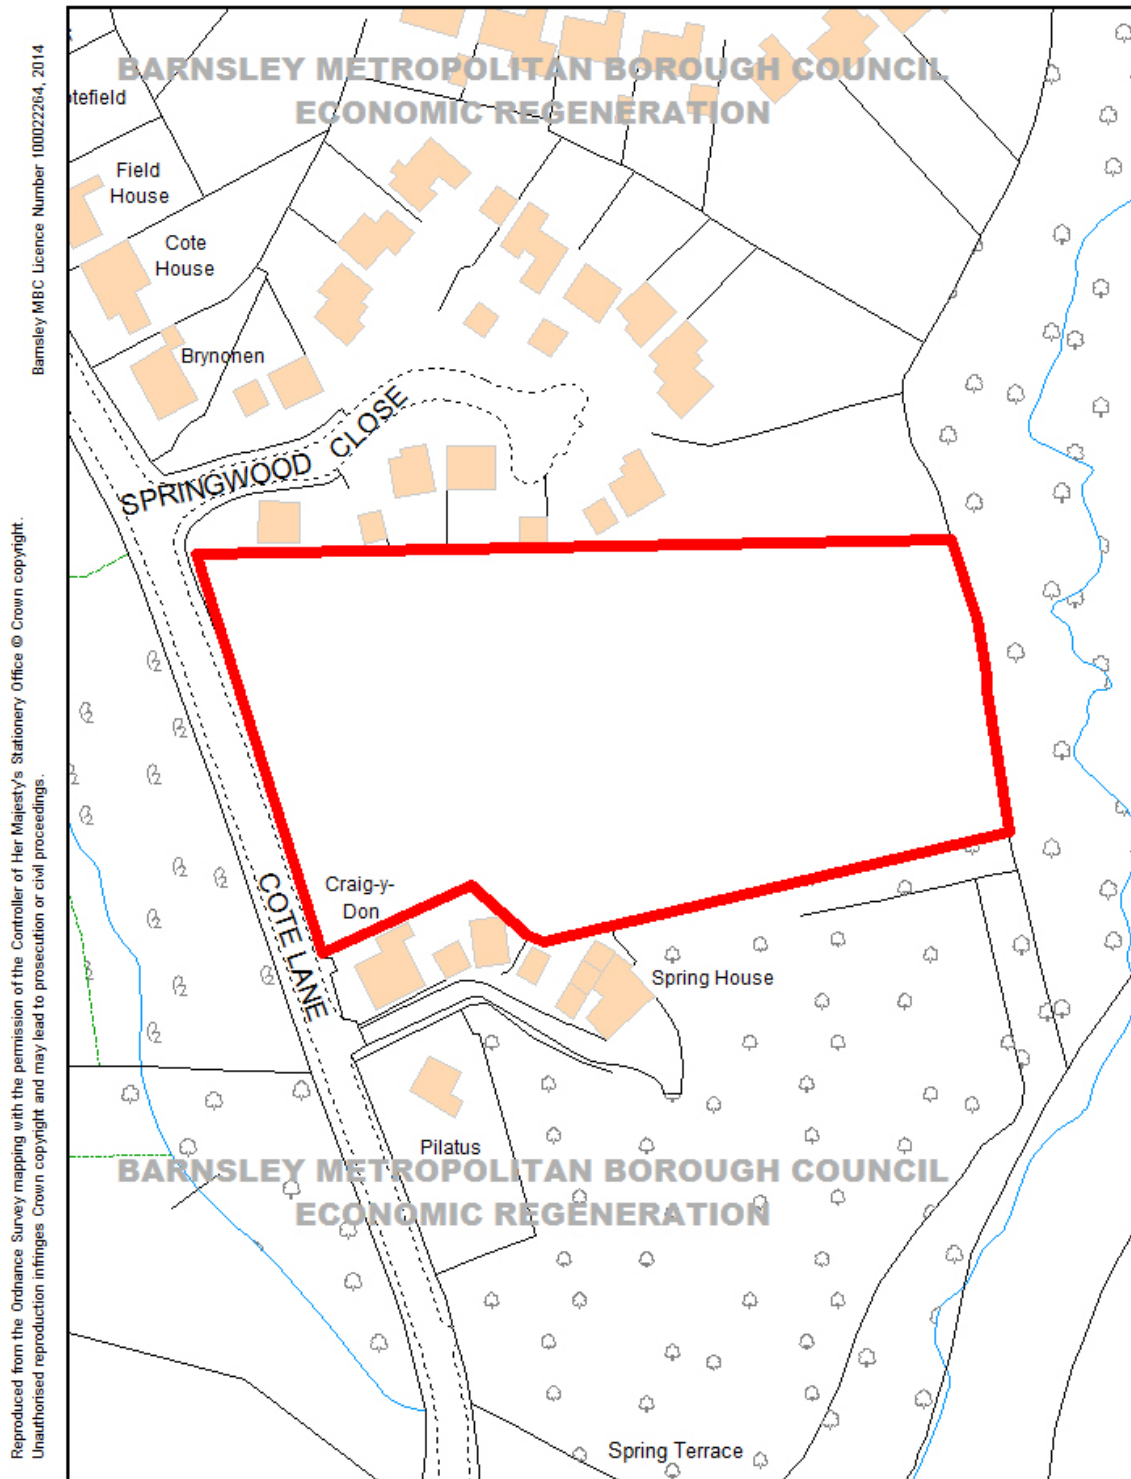 BARNSLEY METROPOLITAN BOROUGH COUNCIL
ECONOMIC REGENERATION
Field
House
Cote
House
Brynonen
SPRINGWOOD CLOSE
Craig-y-
Don
COTE LANE
Spring House
Pilatus
BARNSLEY METROPOLITAN BOROUGH COUNCIL
ECONOMIC REGENERATION
Spring Terrace
Barnsley MBC Licence Number 100022264, 2014
Reproduced from the Ordnance Survey mapping with the permission of the Controller of Her Majesty's Stationery Office © Crown copyright.
Unauthorised reproduction infringes Crown copyright and may lead to prosecution or civil proceedings.